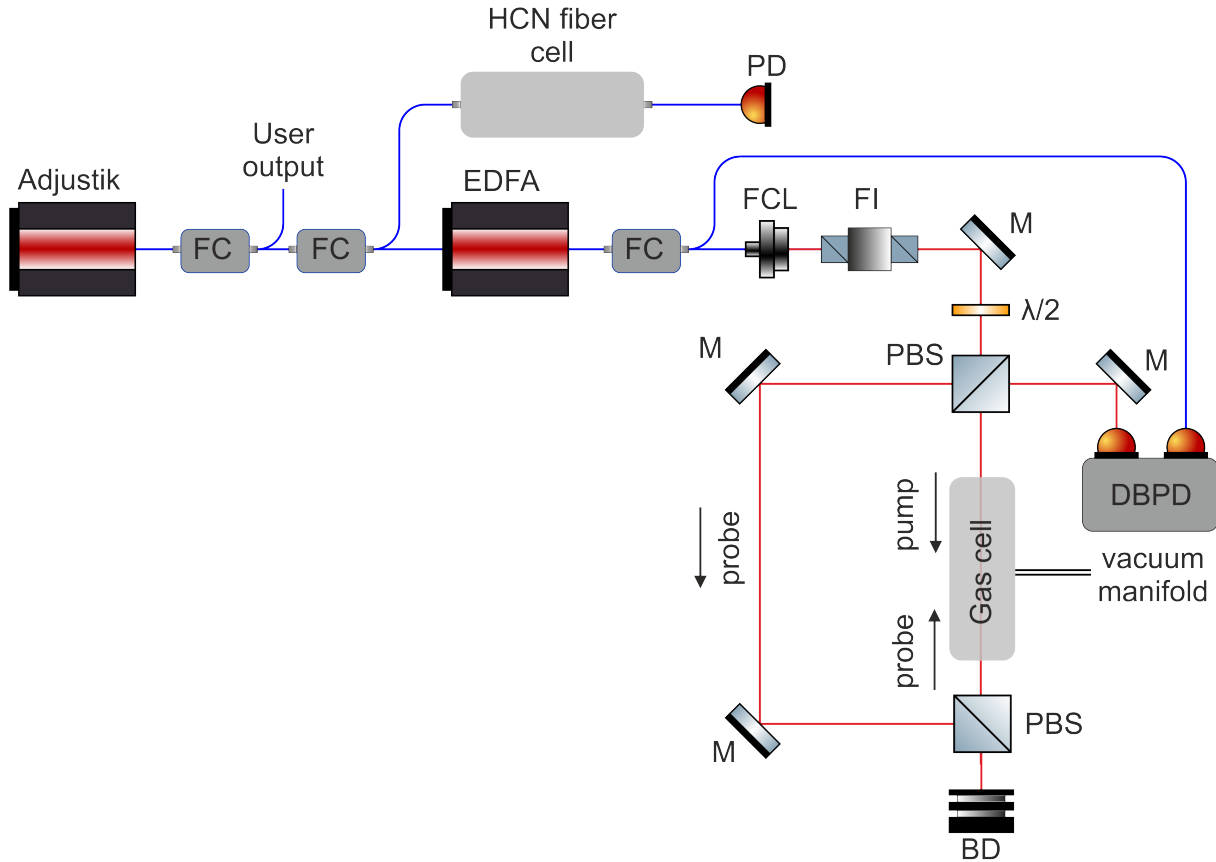 HCN fiber
cell
PD
User
output
Adjustik
EDFA
FCL
FI
M
FC
FC
FC
λ/2
M
PBS
M
DBPD
pump
probe
Gas cell
vacuum
manifold
probe
M
PBS
BD